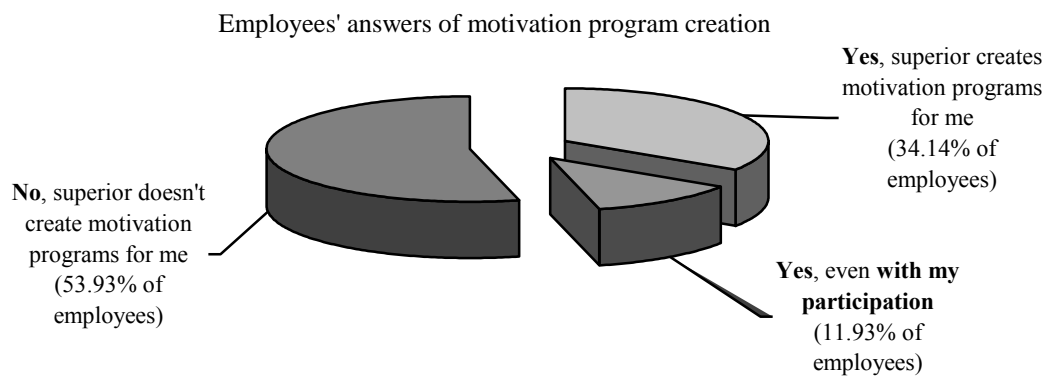 Employees' answers of motivation program creation
Yes, superior creates
motivation programs
for me
(34.14% of
employees)
No, superior doesn't
create motivation
programs for me
(53.93% of
employees)
Yes, even with my
participation
(11.93% of
employees)